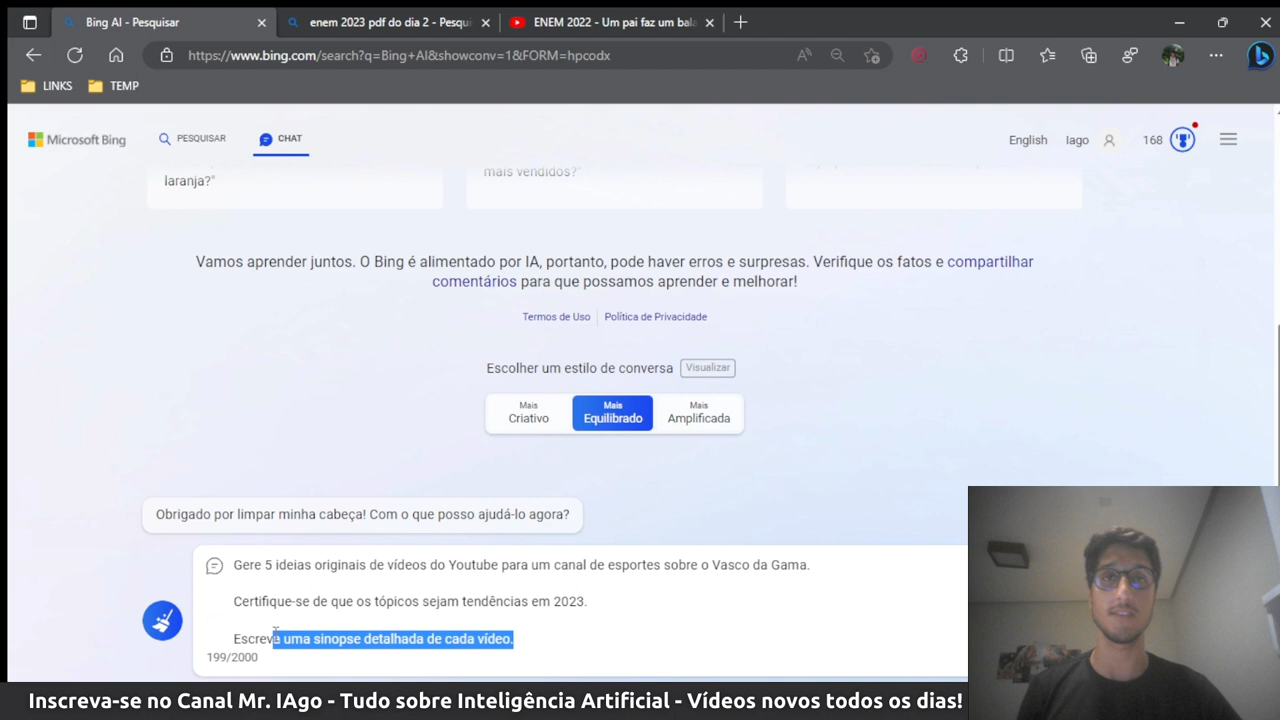 Bing AI - Pesquisar
enem 2023 pdf do dia 2 - Pesqui
ENEM 2022 - Um pai faz um bala
https://www.bing.com/search?q=Bing+AI&showconv=1&FORM=hpcodx
LINKS
TEMP
Microsoft Bing
PESQUISAR
CHAT
English
Iago
168
laranja?"
mais vendidos?"
Vamos aprender juntos. O Bing é alimentado por IA, portanto, pode haver erros e surpresas. Verifique os fatos e compartilhar
comentários para que possamos aprender e melhorar!
Termos de Uso
Política de Privacidade
Escolher um estilo de conversa
Visualizar
Mais
Criativo
Mais
Equilibrado
Mais
Amplificada
Obrigado por limpar minha cabeça! Com o que posso ajudá-lo agora?
Gere 5 ideias originais de vídeos do Youtube para um canal de esportes sobre o Vasco da Gama.
Certifique-se de que os tópicos sejam tendências em 2023.
Escreva uma sinopse detalhada de cada vídeo.
199/2000
Inscreva-se no Canal Mr. IAgo - Tudo sobre Inteligência Artificial - Vídeos novos todos os dias!